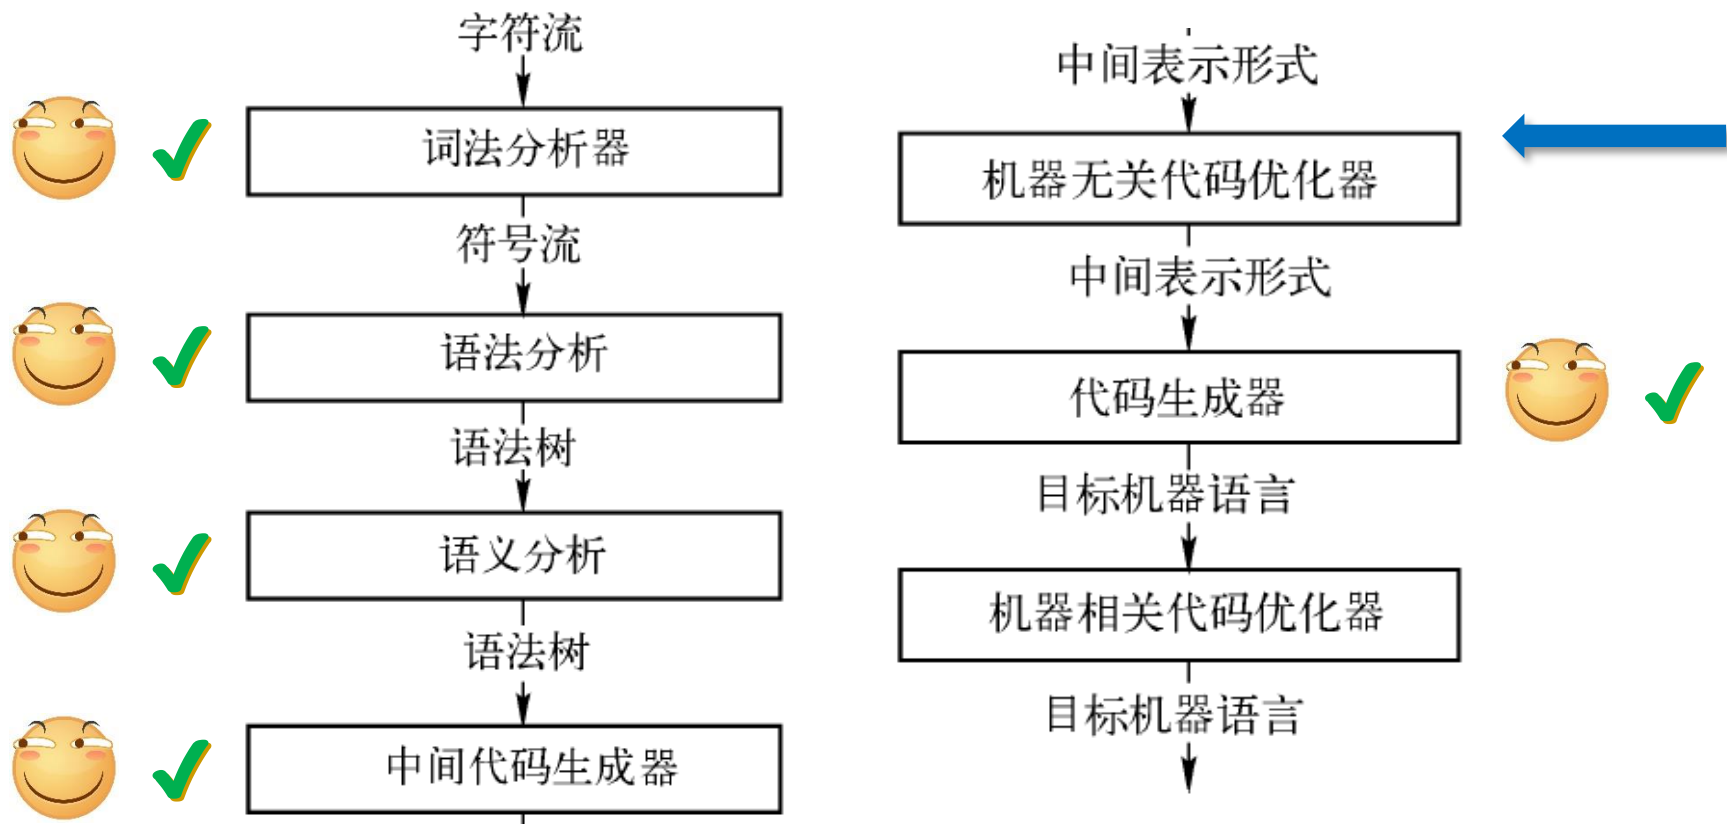 字符流
词法分析器
符号流
语法分析
语法树
语义分析
语法树
中间代码生成器
中间表示形式
机器无关代码优化器
中间表示形式
代码生成器
目标机器语言
机器相关代码优化器
目标机器语言